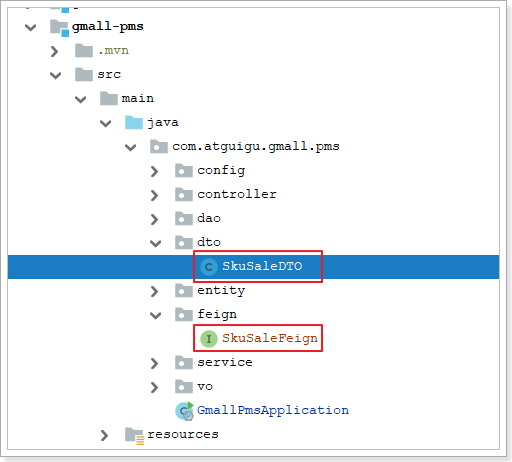 gmall-pms
.mvn
src
main
java
com.atguigu.gmall.pms
config
controller
dao
dto
SkuSaleDTO
entity
feign
SkuSaleFeign
service
vo
GmallPmsApplication
resources